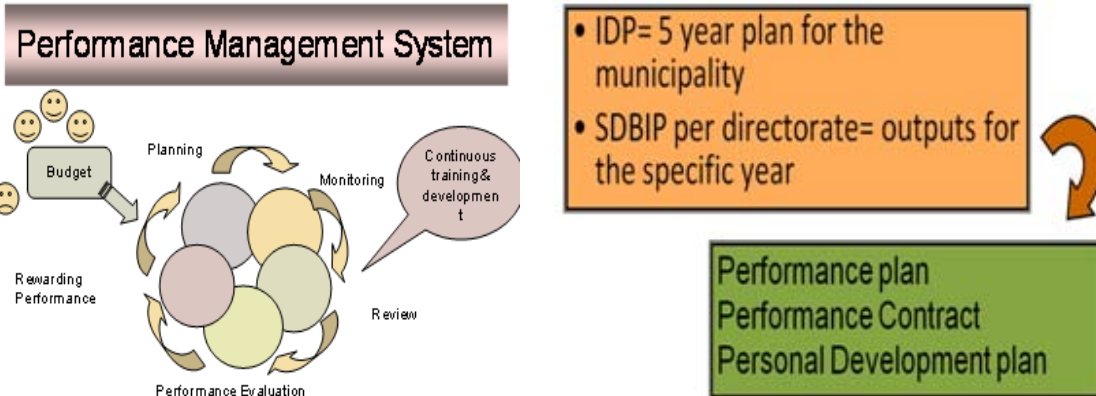 Performance Management System
Budget
Planning
Monitoring
Continuous
training &
developmen
t
Rewarding
Performance
Review
Performance Evaluation
• IDP= 5 year plan for the
municipality
• SDBIP per directorate= outputs for
the specific year
Performance plan
Performance Contract
Personal Development plan